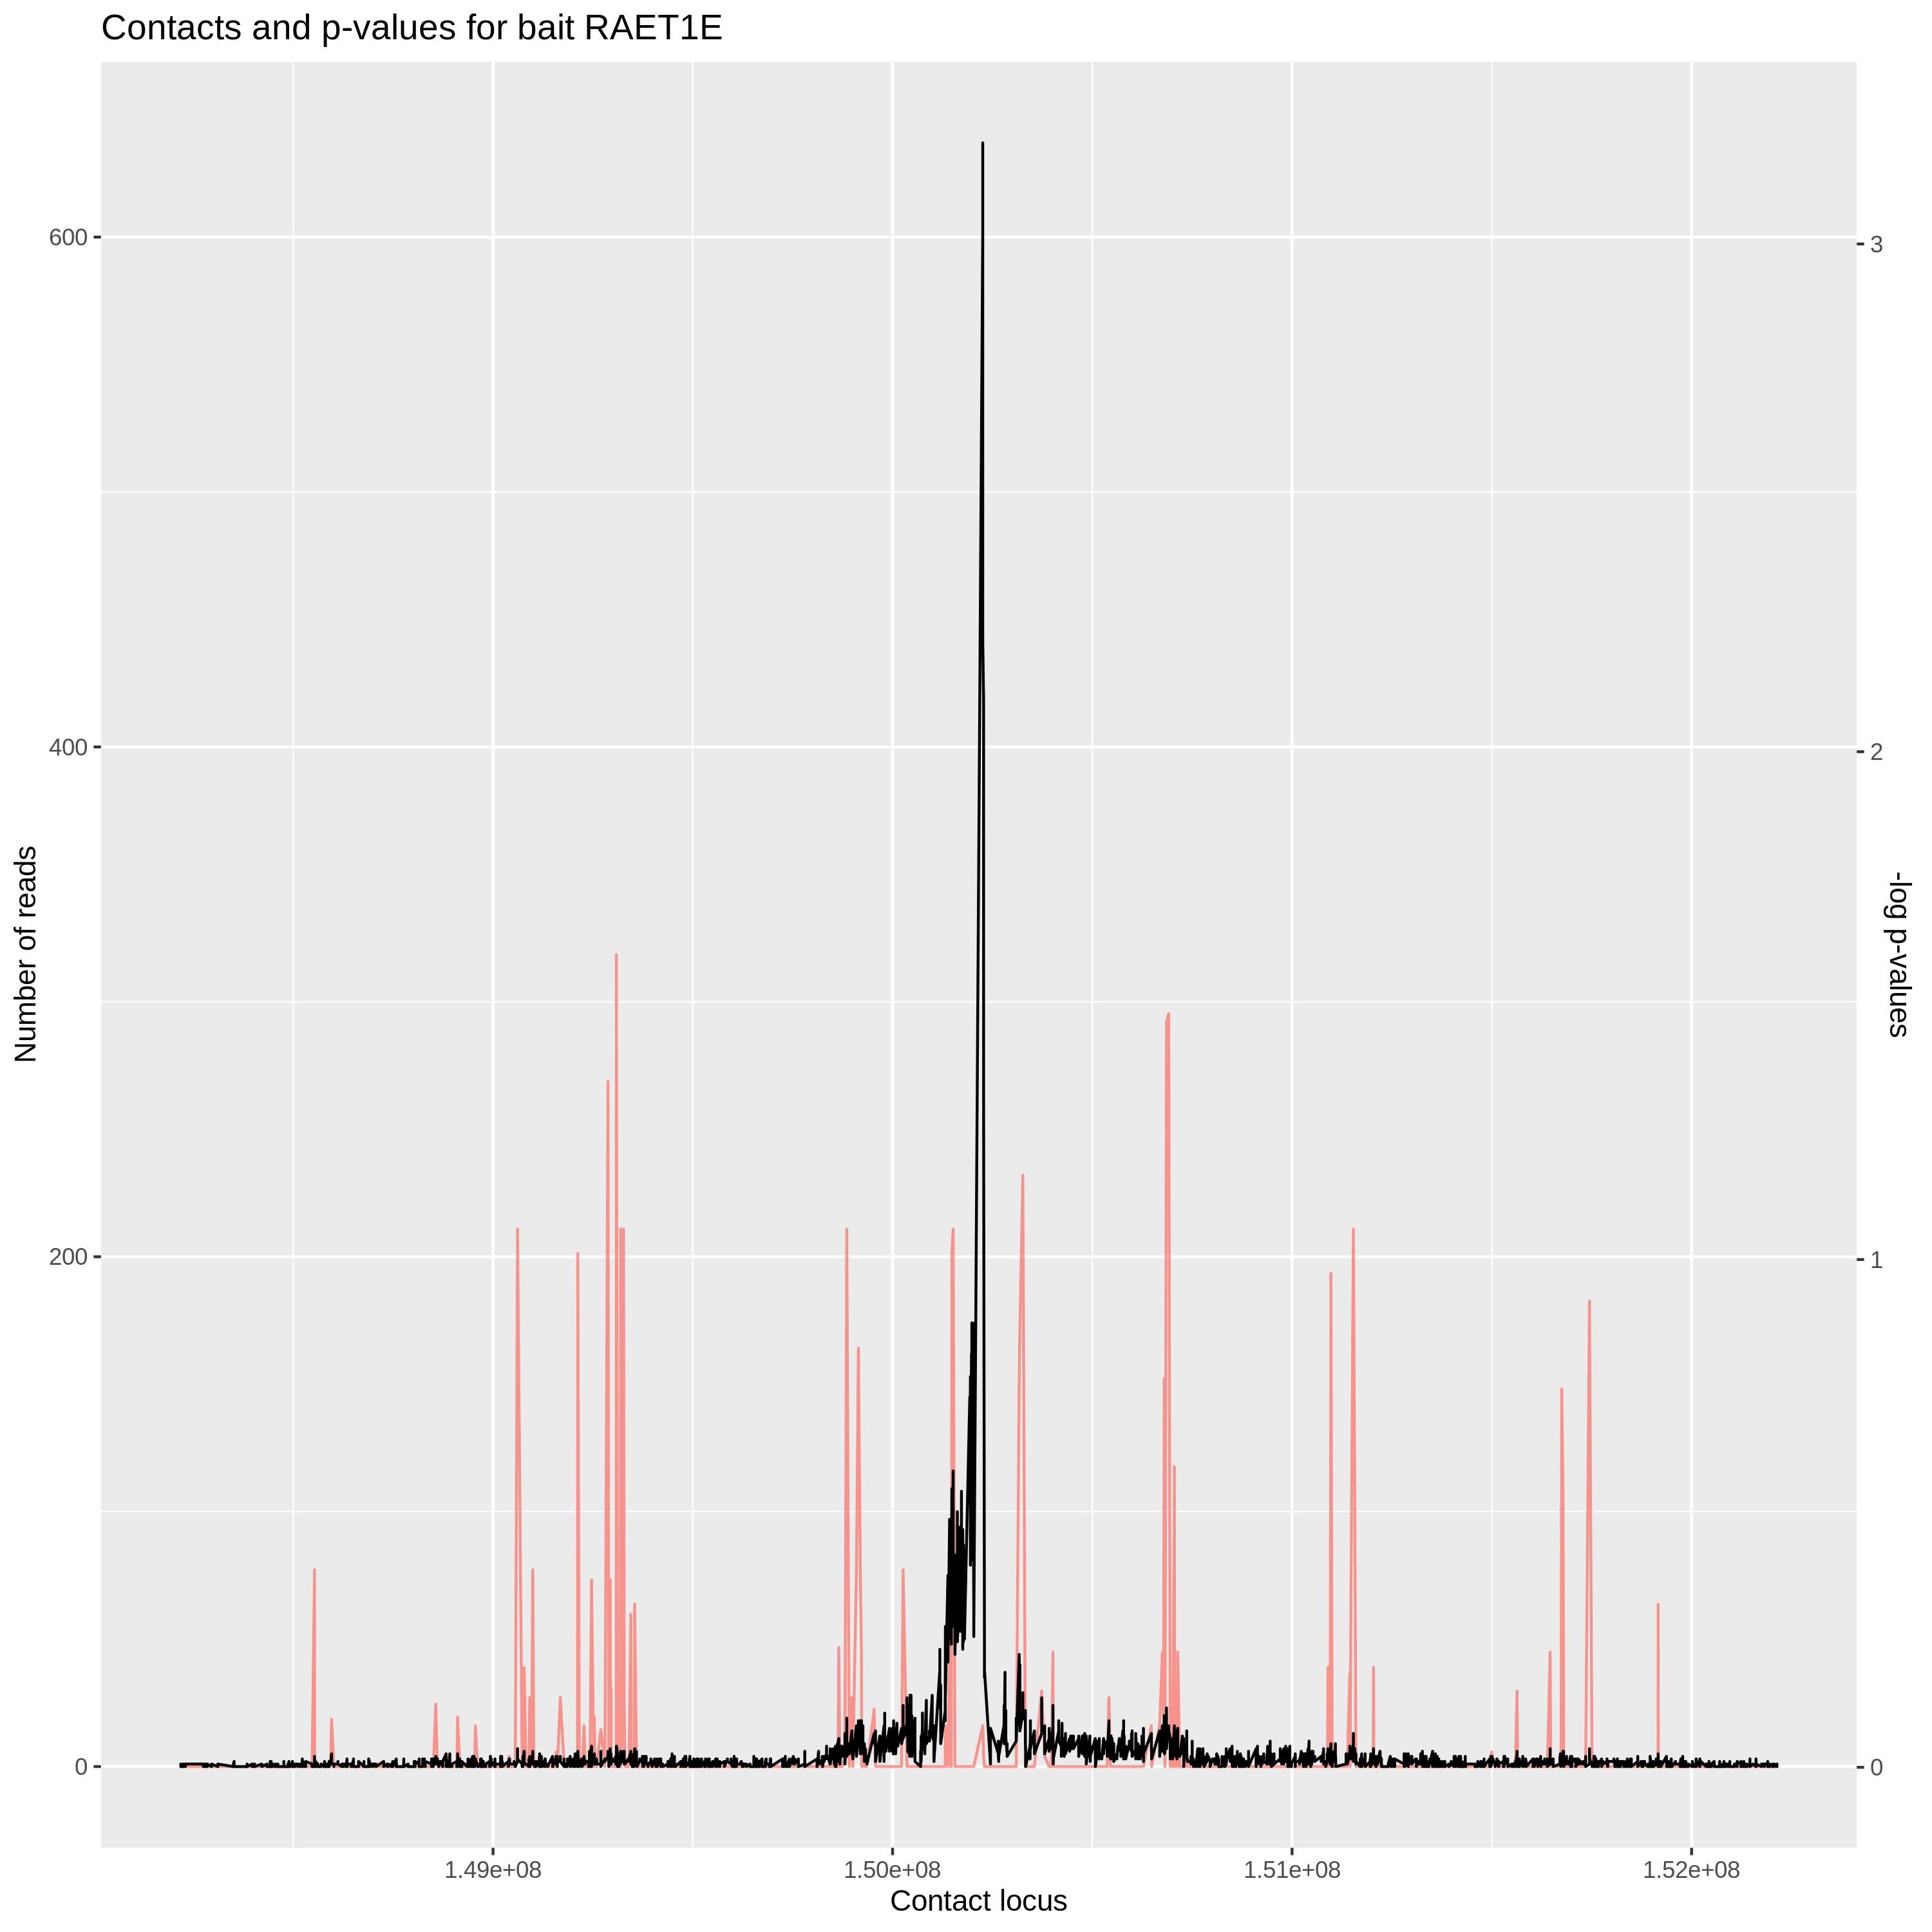 Contacts and p-values for bait RAET1E
600
400
200
0
Number of reads
3
2
1
0
-log p-values
1.49e+08 1.50e+08 1.51e+08 1.52e+08
Contact locus